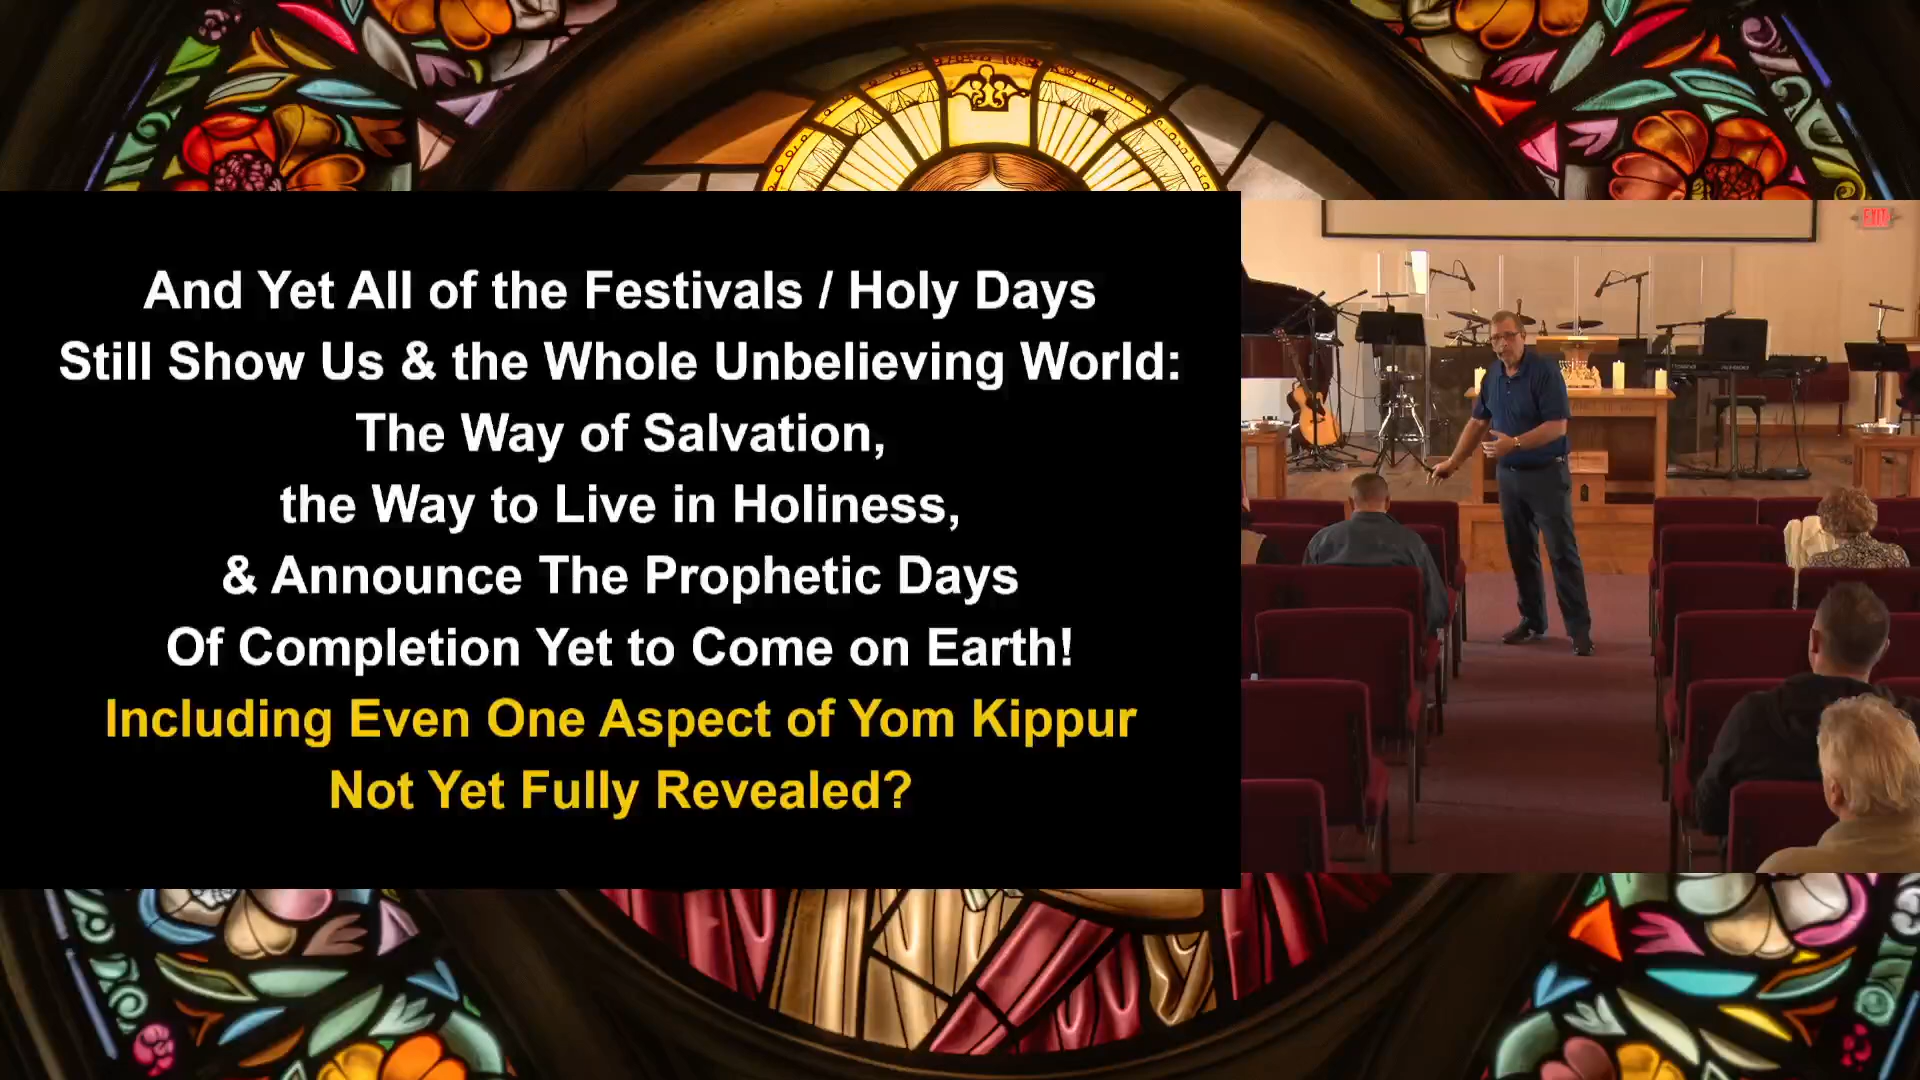 And Yet All of the Festivals / Holy Days
Still Show Us & the Whole Unbelieving World:
The Way of Salvation,
the Way to Live in Holiness,
& Announce The Prophetic Days
Of Completion Yet to Come on Earth!
Including Even One Aspect of Yom Kippur
Not Yet Fully Revealed?
EXIT
Roland